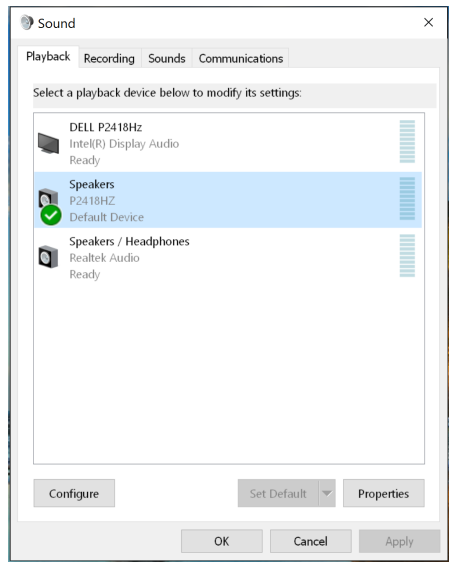 Sound
Playback Recording Sounds Communications
Select a playback device below to modify its settings:
DELL P2418Hz
Intel(R) Display Audio
Ready
Speakers
P2418HZ
Default Device
Speakers / Headphones
Realtek Audio
Ready
Configure Set Default Properties
OK Cancel Apply